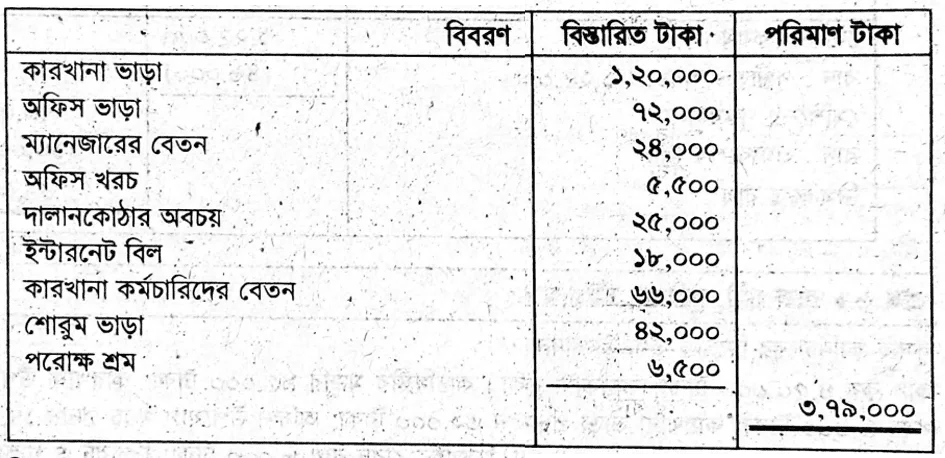 বিবরণ বিস্তারিত টাকা পরিমাণ টাকা
কারখানা ভাড়া ১,২০,০০০
অফিস ভাড়া ৭২,০০০
ম্যানেজারের বেতন ২৪,০০০
অফিস খরচ ৫,৫০০
দালানকোঠার অবচয় ২৫,০০০
ইন্টারনেট বিল ১৮,০০০
কারখানা কর্মচারিদের বেতন ৬৬,০০০
শোরুম ভাড়া ৪২,০০০
পরোক্ষ শ্রম ৬,৫০০
৩,৭৯,০০০